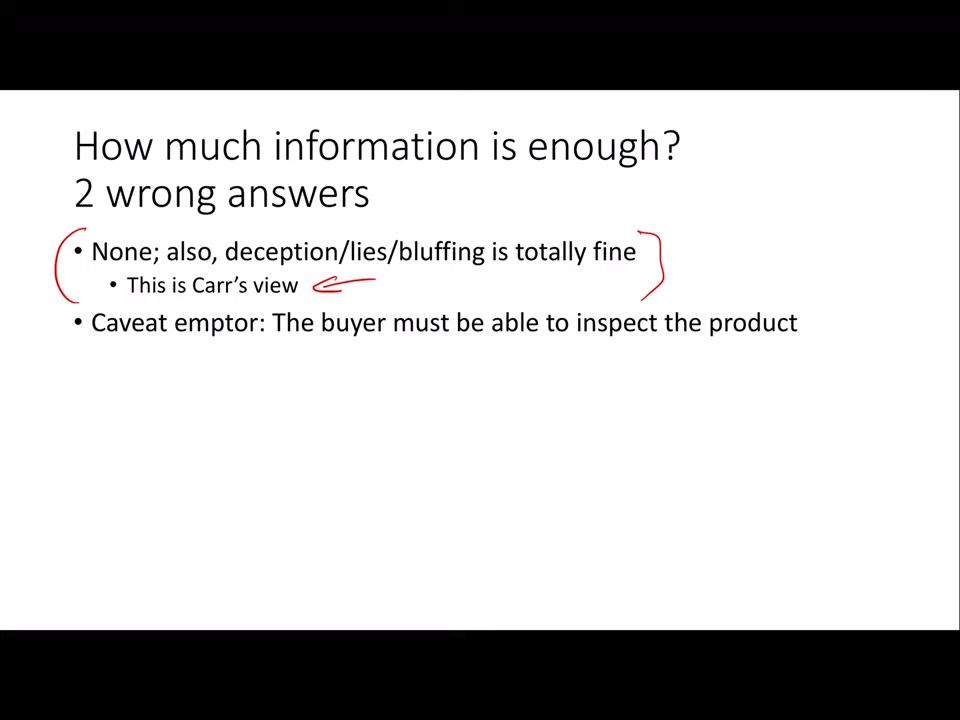 How much information is enough?
2 wrong answers
• None; also, deception/lies/bluffing is totally fine
• This is Carr’s view
• Caveat emptor: The buyer must be able to inspect the product